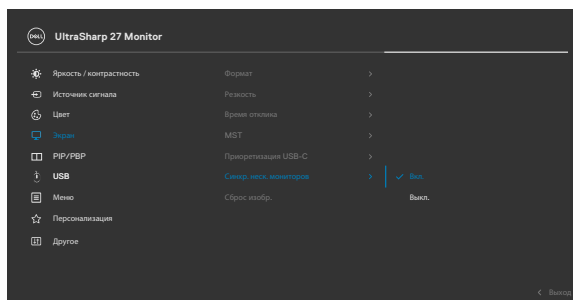 DELL
UltraSharp 27 Monitor
Яркость / контрастность
Источник сигнала
Цвет
Экран
PIP/PBP
USB
Меню
Персонализация
Другое
Формат
Резкость
Время отклика
MST
Приоретизация USB-C
Синхр. неск. мониторов
Сброс изобр.
Вкл.
Выкл.
Выход